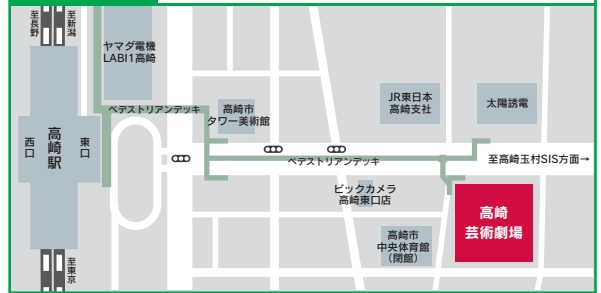 至長野
至新潟
ヤマダ電機
LABI1高崎
ペデストリアンデッキ
高崎市
タワー美術館
JR東日本
高崎支社
太陽誘電
西口
高崎駅
東口
ペデストリアンデッキ
至高崎玉村SIS方面→
ビックカメラ
高崎東口店
高崎
芸術劇場
高崎市
中央体育館
（閉館）
至東京